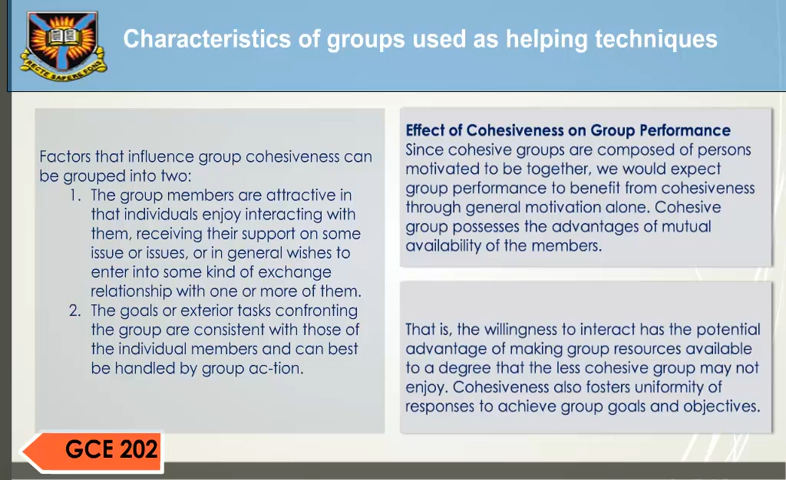 Characteristics of groups used as helping techniques
Factors that influence group cohesiveness can
be grouped into two:
1. The group members are attractive in
that individuals enjoy interacting with
them, receiving their support on some
issue or issues, or in general wishes to
enter into some kind of exchange
relationship with one or more of them.
2. The goals or exterior tasks confronting
the group are consistent with those of
the individual members and can best
be handled by group ac-tion.
Effect of Cohesiveness on Group Performance
Since cohesive groups are composed of persons
motivated to be together, we would expect
group performance to benefit from cohesiveness
through general motivation alone. Cohesive
group possesses the advantages of mutual
availability of the members.
That is, the willingness to interact has the potential
advantage of making group resources available
to a degree that the less cohesive group may not
enjoy. Cohesiveness also fosters uniformity of
responses to achieve group goals and objectives.
GCE 202